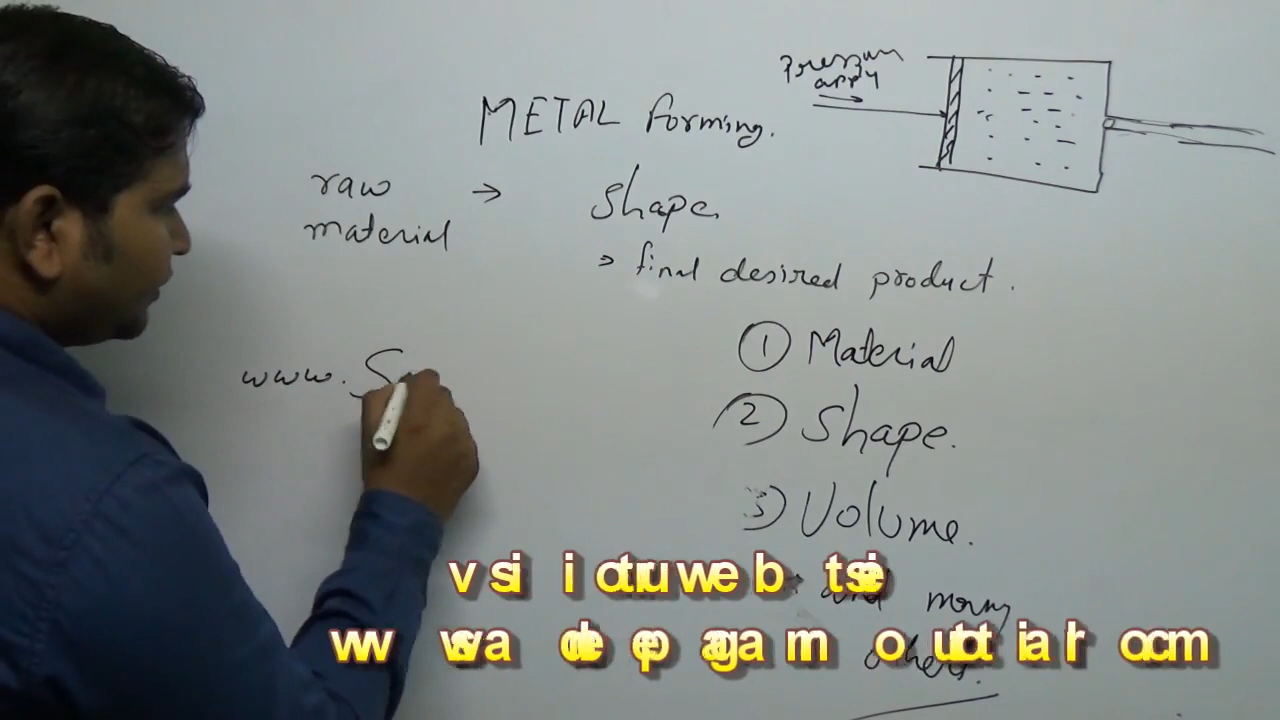 Pressure
apply
METAL forming.
raw → shape.
material
→ final desired product.
① Material
② Shape.
3) Volume.
and many
others.
www. S